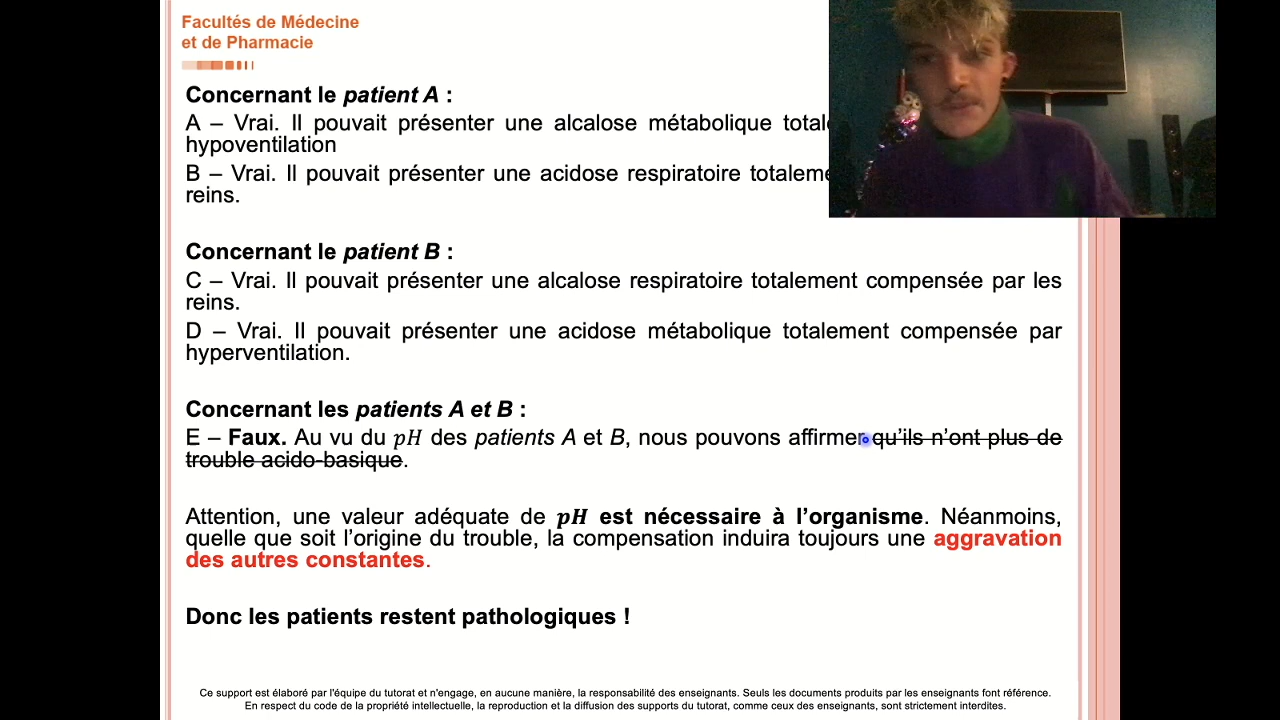 Facultés de Médecine
et de Pharmacie
Concernant le patient A :
A – Vrai. Il pouvait présenter une alcalose métabolique
hypoventilation
B – Vrai. Il pouvait présenter une acidose respiratoire
reins.
Concernant le patient B :
C – Vrai. Il pouvait présenter une alcalose respiratoire totalement compensée par les
reins.
D – Vrai. Il pouvait présenter une acidose métabolique totalement compensée par
hyperventilation.
Concernant les patients A et B :
E – Faux. Au vu du pH des patients A et B, nous pouvons affirmer qu’ils n’ont plus de
trouble acido-basique.
Attention, une valeur adéquate de pH est nécessaire à l’organisme. Néanmoins,
quelle que soit l’origine du trouble, la compensation induira toujours une aggravation
des autres constantes.
Donc les patients restent pathologiques !
Ce support est élaboré par l'équipe du tutorat et n'engage, en aucune manière, la responsabilité des enseignants. Seuls les documents produits par les enseignants font référence.
En respect du code de la propriété intellectuelle, la reproduction et la diffusion des supports du tutorat, comme ceux des enseignants, sont strictement interdites.